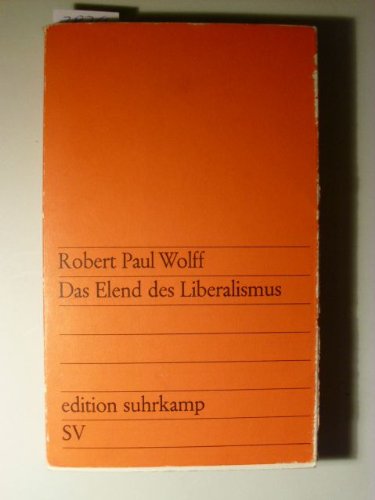 Robert Paul Wolff
Das Elend des Liberalismus
edition suhrkamp
SV